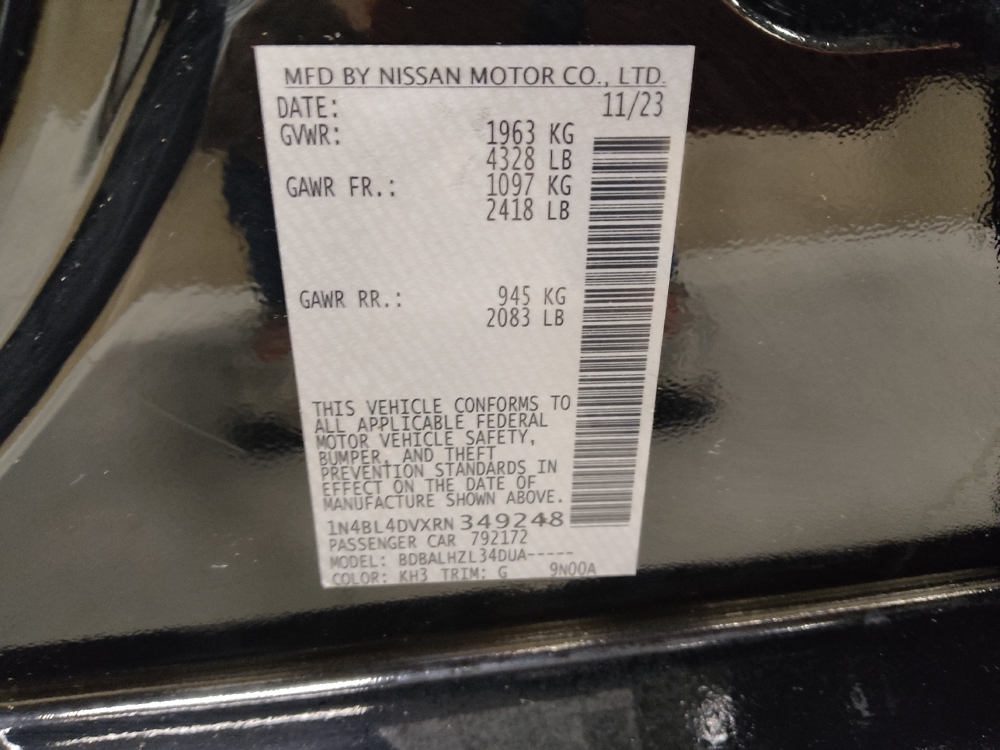 MFD BY NISSAN MOTOR CO., LTD.
DATE: 11/23
GVWR: 1963 KG
4328 LB
GAWR FR.: 1097 KG
2418 LB
GAWR RR.: 945 KG
2083 LB
THIS VEHICLE CONFORMS TO
ALL APPLICABLE FEDERAL
MOTOR VEHICLE SAFETY,
BUMPER, AND THEFT
PREVENTION STANDARDS IN
EFFECT ON THE DATE OF
MANUFACTURE SHOWN ABOVE.
1N4BL4DVXRN349248
PASSENGER CAR 792172
MODEL: BDBALHZL34DUA-----
COLOR: KH3 TRIM: G 9N00A